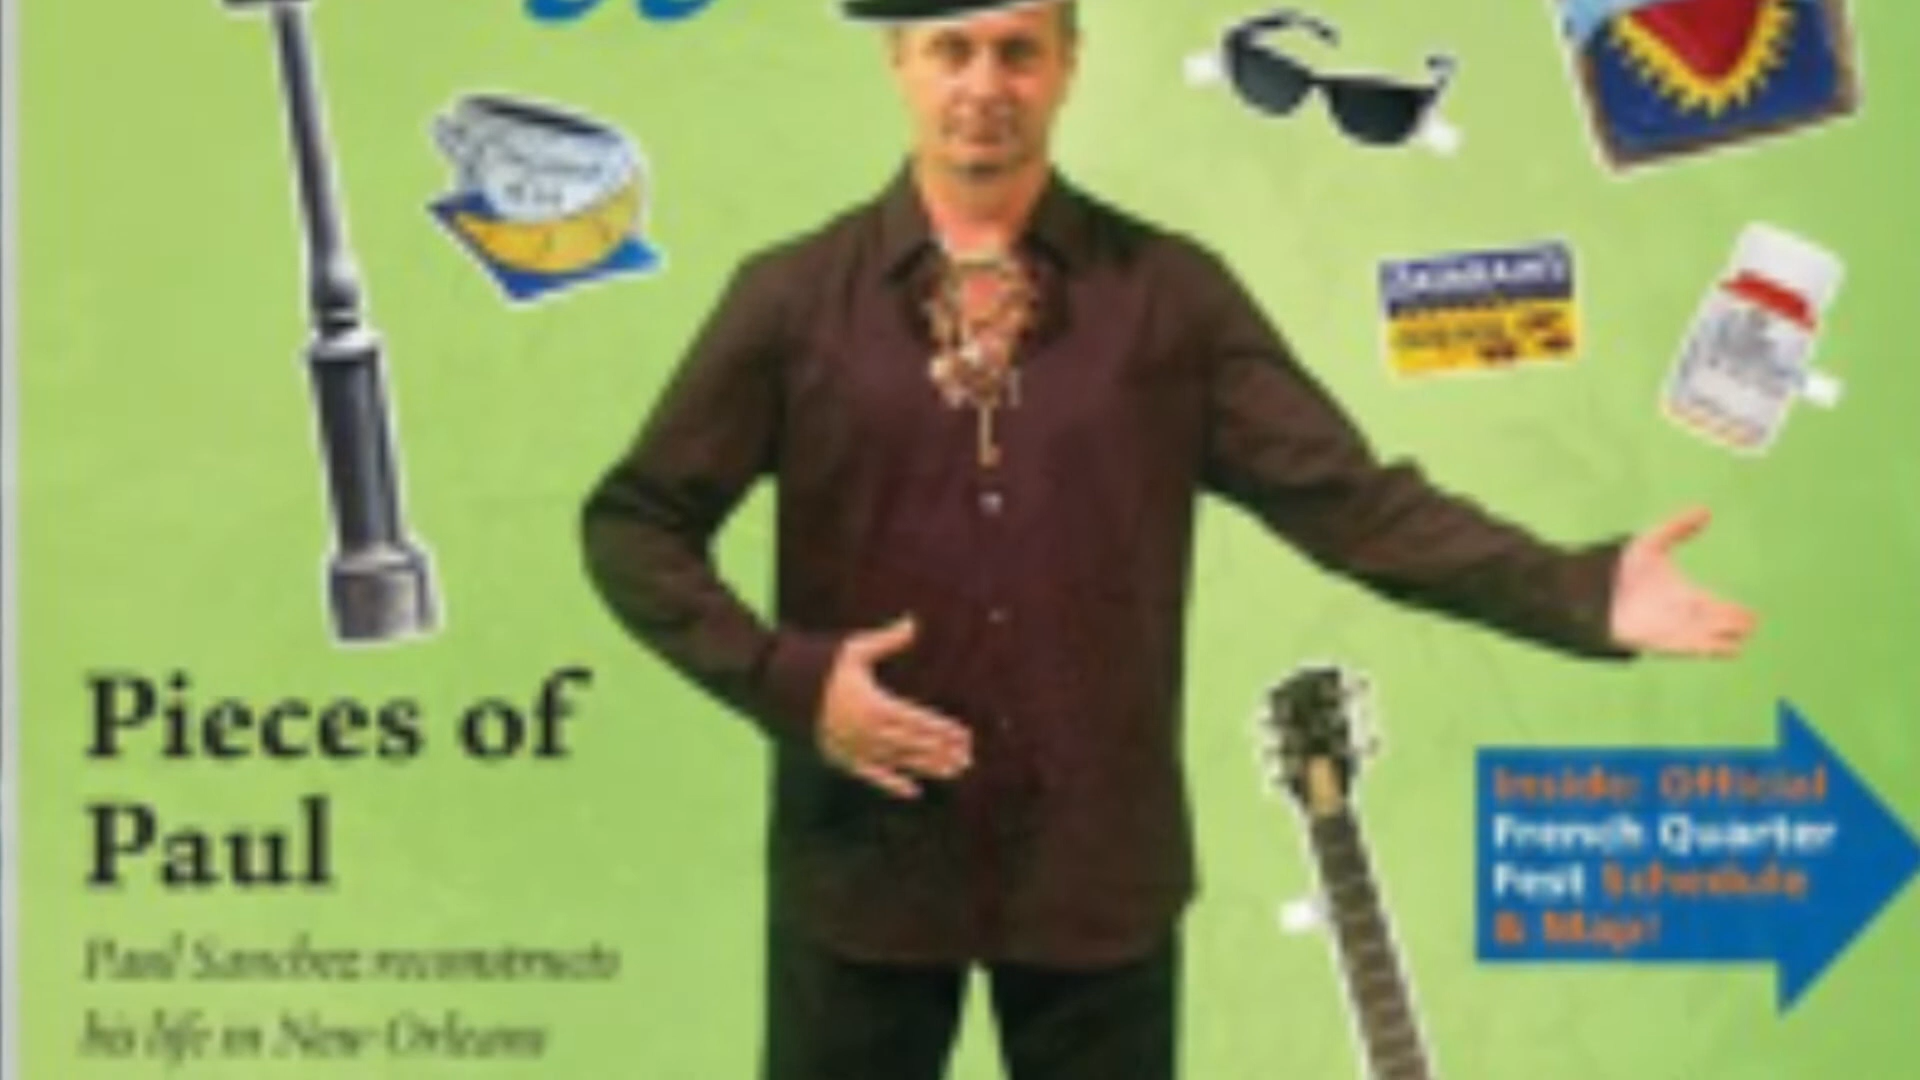 Pieces of
Paul
Paul Sanchez reconstructs
his life in New Orleans
Inside: Official
French Quarter
Fest Schedule
& Map!